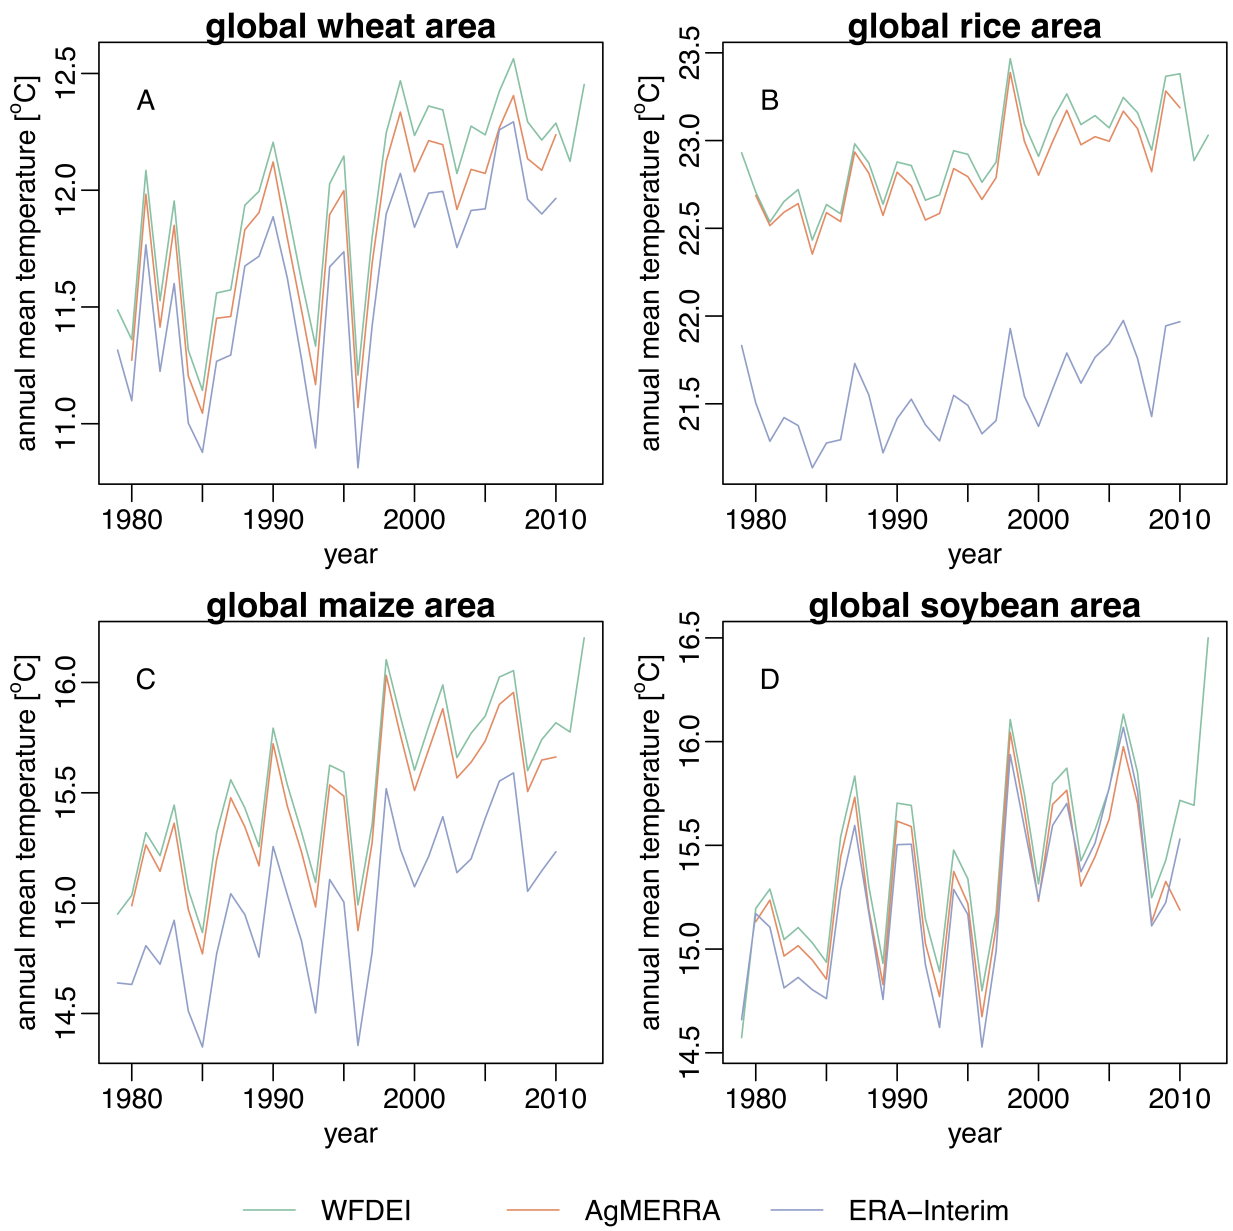 global wheat area
A
annual mean temperature [°C]
11.0 11.5 12.0 12.5
1980 1990 2000 2010
year
global rice area
B
annual mean temperature [°C]
21.5 22.0 22.5 23.0 23.5
1980 1990 2000 2010
year
global maize area
C
annual mean temperature [°C]
14.5 15.0 15.5 16.0
1980 1990 2000 2010
year
global soybean area
D
annual mean temperature [°C]
14.5 15.0 15.5 16.0 16.5
1980 1990 2000 2010
year
WFDEI AgMERRA ERA−Interim